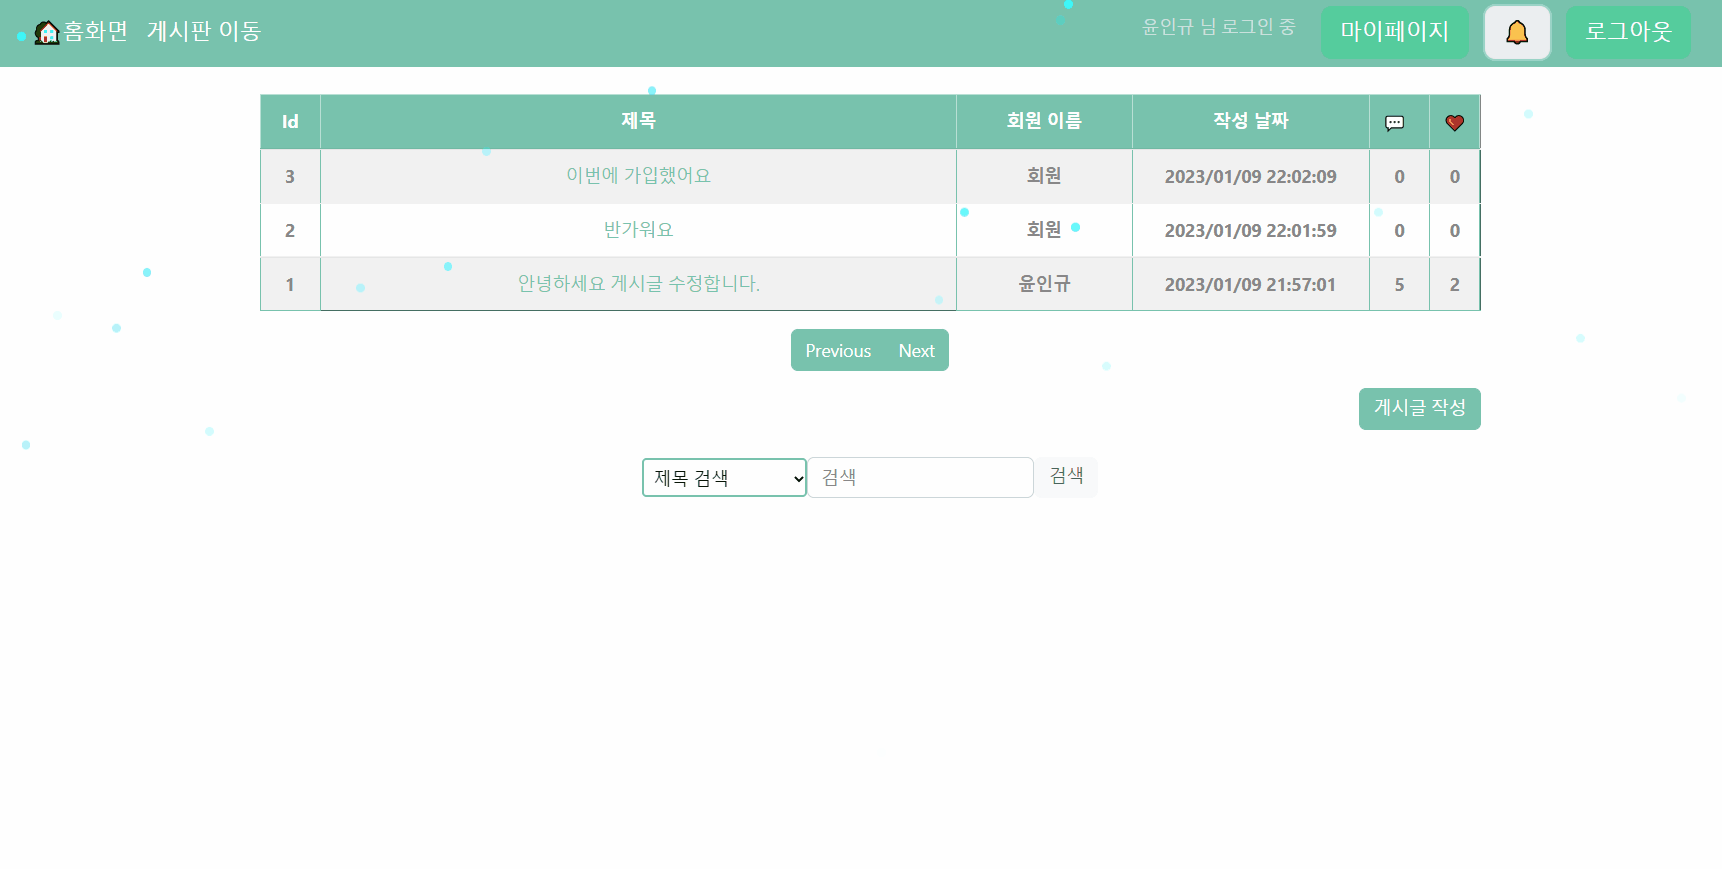 홈화면 게시판 이동 윤인규 님 로그인 중 마이페이지 로그아웃
Id 제목 회원 이름 작성 날짜
3 이번에 가입했어요 회원 2023/01/09 22:02:09 0 0
2 반가워요 회원 2023/01/09 22:01:59 0 0
1 안녕하세요 게시글 수정합니다. 윤인규 2023/01/09 21:57:01 5 2
Previous Next
게시글 작성
제목 검색 검색 검색